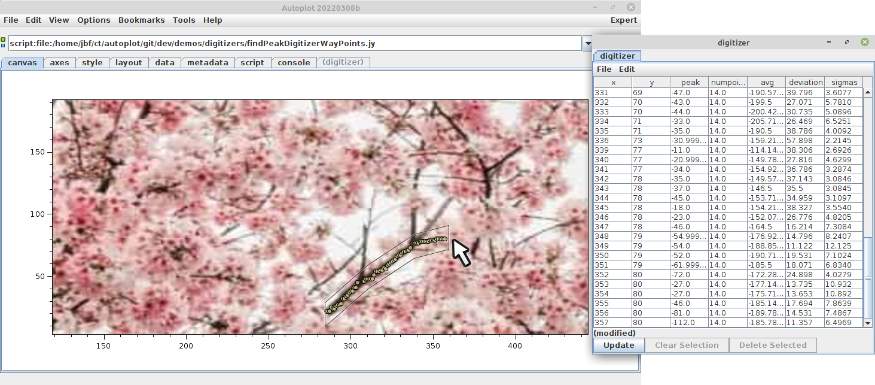 Autoplot 20220308b
File Edit View Options Bookmarks Tools Help Expert
script:file:/home/jbf/ct/autoplot/git/dev/demos/digitizers/findPeakDigitizerWayPoints.jy
canvas axes style layout data metadata script console (digitizer)
150
100
50
150 200 250 300 350 400
digitizer
digitizer
File Edit
x y peak numpoi... avg deviation sigmas
331 69 -47.0 14.0 -190.57... 39.796 3.6077
332 70 -43.0 14.0 -199.5 27.071 5.7810
333 70 -44.0 14.0 -200.42... 30.735 5.0896
334 71 -33.0 14.0 -205.71... 26.469 6.5251
335 71 -35.0 14.0 -190.5 38.786 4.0092
336 73 -30.999... 14.0 -159.21... 57.898 2.2145
339 77 -11.0 14.0 -114.14... 38.306 2.6926
340 77 -20.999... 14.0 -149.78... 27.816 4.6299
341 77 -34.0 14.0 -154.92... 36.786 3.2874
342 78 -35.0 14.0 -149.57... 37.143 3.0846
343 78 -37.0 14.0 -146.5 35.5 3.0845
344 78 -45.0 14.0 -153.71... 34.959 3.1097
345 78 -18.0 14.0 -154.21... 38.327 3.5540
346 78 -23.0 14.0 -152.07... 26.776 4.8205
347 78 -46.0 14.0 -164.5 16.214 7.3084
348 79 -54.999... 14.0 -176.92... 14.796 8.2407
349 79 -54.0 14.0 -188.85... 11.122 12.125
350 79 -52.0 14.0 -190.71... 19.531 7.1024
351 79 -61.999... 14.0 -185.5 18.071 6.8340
352 80 -72.0 14.0 -172.28... 24.898 4.0279
353 80 -27.0 14.0 -177.14... 13.735 10.932
354 80 -27.0 14.0 -175.71... 13.653 10.892
355 80 -46.0 14.0 -185.14... 17.694 7.8639
356 80 -81.0 14.0 -189.78... 14.531 7.4867
357 80 -112.0 14.0 -185.78... 11.357 6.4969
(modified)
Update Clear Selection Delete Selected